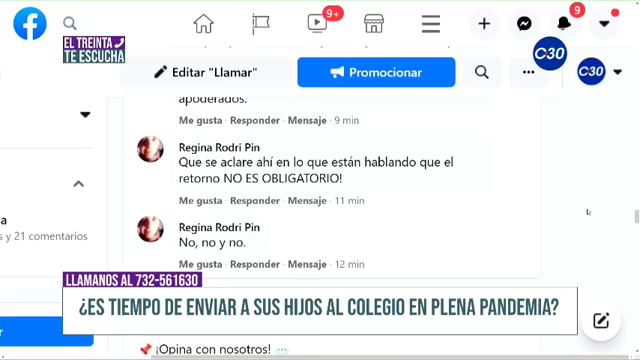 9+
9
EL TREINTA
TE ESCUCHA
C30
Editar "Llamar"
Promocionar
C30
apoderados.
Me gusta · Responder · Mensaje · 9 min
Regina Rodri Pin
Que se aclare ahí en lo que están hablando que el
retorno NO ES OBLIGATORIO!
Me gusta · Responder · Mensaje · 11 min
Regina Rodri Pin
No, no y no.
Me gusta · Responder · Mensaje · 12 min
a
s y 21 comentarios
r
LLAMANOS AL 732-561630
¿ES TIEMPO DE ENVIAR A SUS HIJOS AL COLEGIO EN PLENA PANDEMIA?
¡Opina con nosotros!